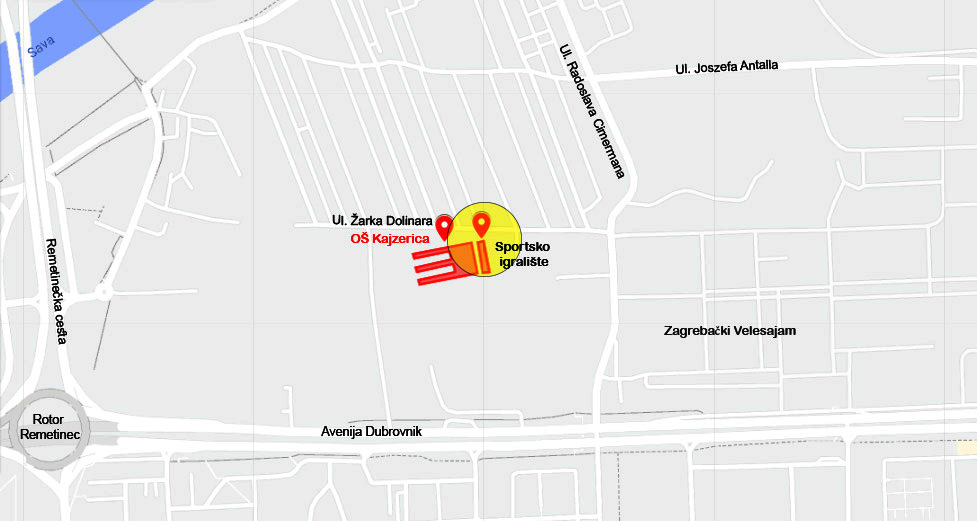 Sava
Ul. Joszefa Antalla
Ul. Radoslava Cimermana
Ul. Žarka Dolinara
OŠ Kajzerica
Sportsko
igralište
Remetinečka cesta
Zagrebački Velesajam
Rotor
Remetinec
Avenija Dubrovnik